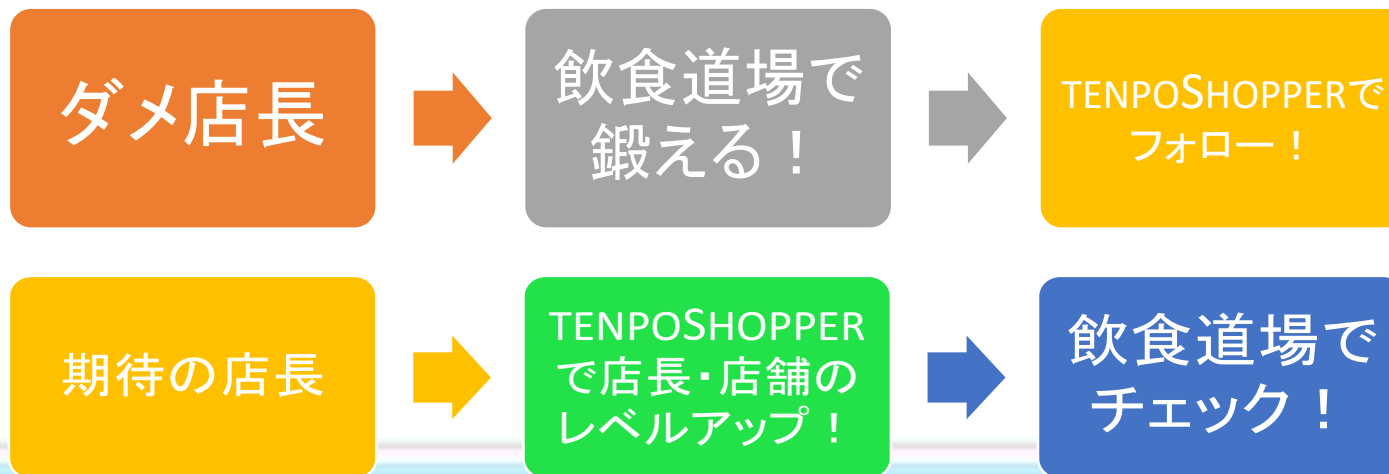 ダメ店長
飲食道場で
鍛える！
TENPOSHOPPERで
フォロー！
期待の店長
TENPOSHOPPER
で店長・店舗の
レベルアップ！
飲食道場で
チェック！